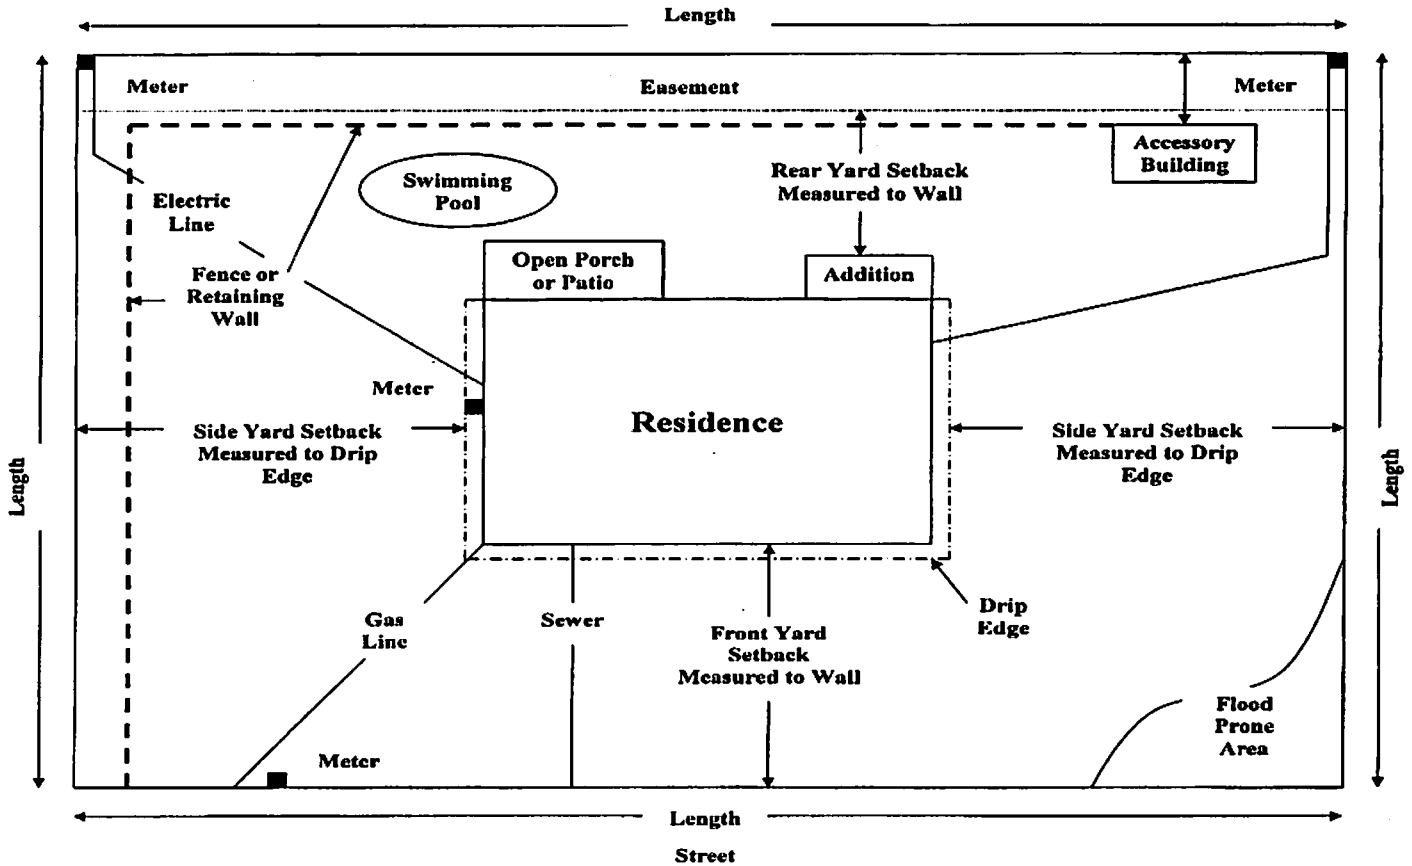 Length
Meter
Easement
Meter
Accessory
Building
Rear Yard Setback
Measured to Wall
Swimming
Pool
Electric
Line
Open Porch
or Patio
Addition
Fence or
Retaining
Wall
Meter
Residence
Side Yard Setback
Measured to Drip
Edge
Side Yard Setback
Measured to Drip
Edge
Length
Length
Gas
Line
Sewer
Front Yard
Setback
Measured to Wall
Drip
Edge
Flood
Prone
Area
Meter
Length
Street